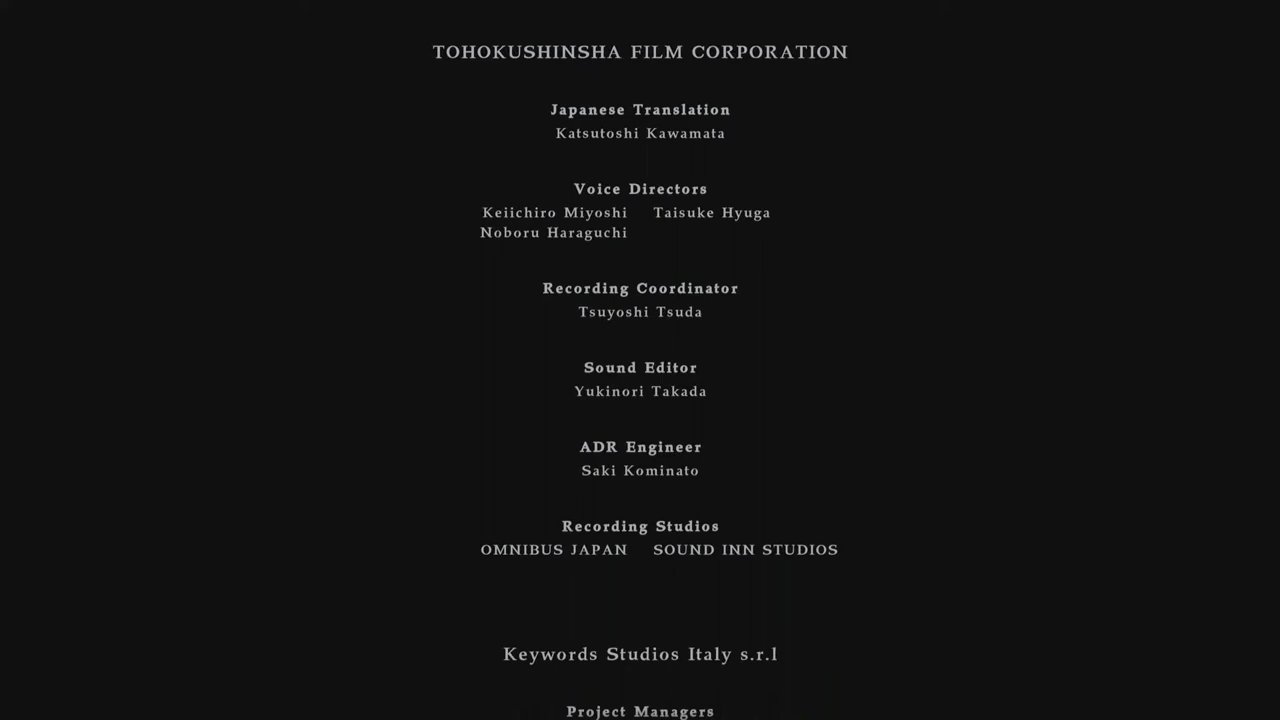 TOHOKUSHINSHA FILM CORPORATION
Japanese Translation
Katsutoshi Kawamata
Voice Directors
Keiichiro Miyoshi Taisuke Hyuga
Noboru Haraguchi
Recording Coordinator
Tsuyoshi Tsuda
Sound Editor
Yukinori Takada
ADR Engineer
Saki Kominato
Recording Studios
OMNIBUS JAPAN SOUND INN STUDIOS
Keywords Studios Italy s.r.l
Project Managers